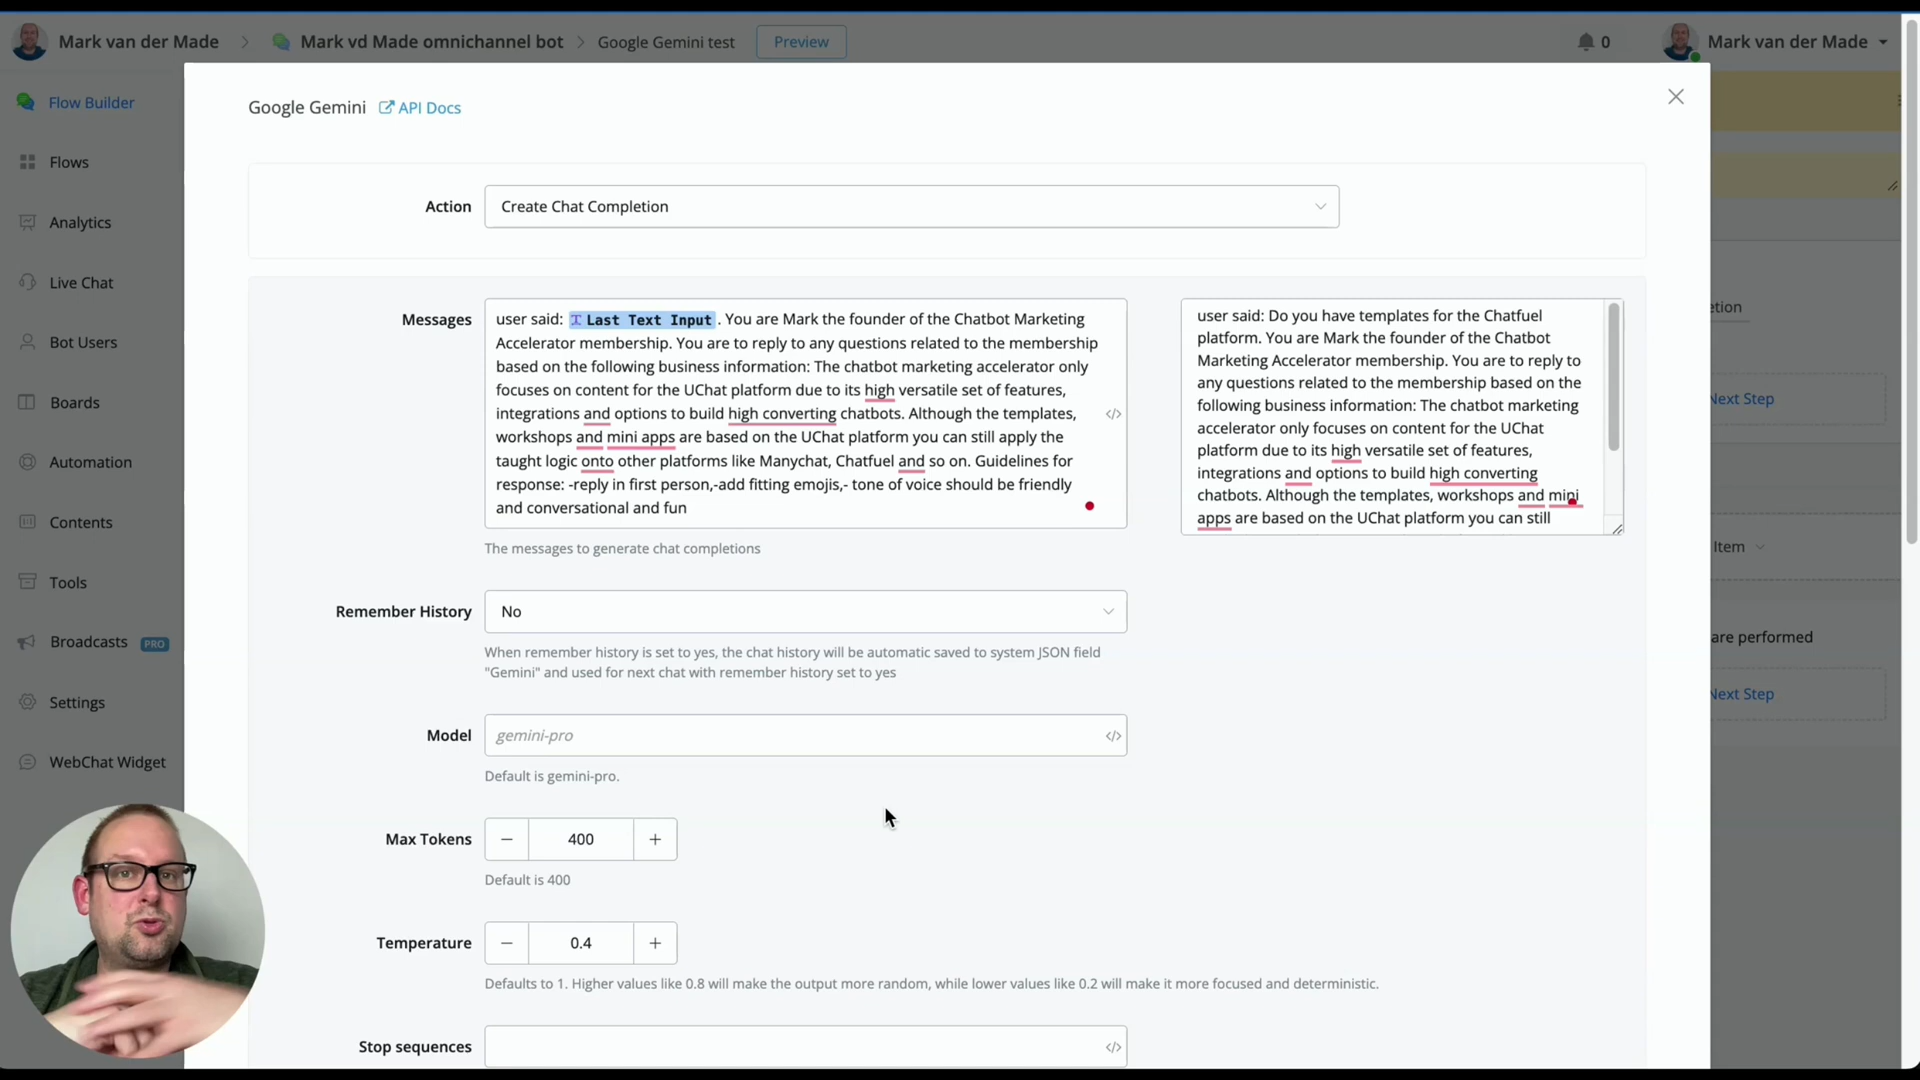 Mark van der Made
Mark vd Made omnichannel bot
Google Gemini test
Preview
0
Mark van der Made
Flow Builder
Flows
Analytics
Live Chat
Bot Users
Boards
Automation
Contents
Tools
Broadcasts PRO
Settings
WebChat Widget
Google Gemini
API Docs
Action
Create Chat Completion
Messages
user said: Last Text Input . You are Mark the founder of the Chatbot Marketing
Accelerator membership. You are to reply to any questions related to the membership
based on the following business information: The chatbot marketing accelerator only
focuses on content for the UChat platform due to its high versatile set of features,
integrations and options to build high converting chatbots. Although the templates,
workshops and mini apps are based on the UChat platform you can still apply the
taught logic onto other platforms like Manychat, Chatfuel and so on. Guidelines for
response: -reply in first person,-add fitting emojis,- tone of voice should be friendly
and conversational and fun
The messages to generate chat completions
user said: Do you have templates for the Chatfuel
platform. You are Mark the founder of the Chatbot
Marketing Accelerator membership. You are to reply to
any questions related to the membership based on the
following business information: The chatbot marketing
accelerator only focuses on content for the UChat
platform due to its high versatile set of features,
integrations and options to build high converting
chatbots. Although the templates, workshops and mini
apps are based on the UChat platform you can still
Remember History
No
When remember history is set to yes, the chat history will be automatic saved to system JSON field
"Gemini" and used for next chat with remember history set to yes
Model
gemini-pro
Default is gemini-pro.
Max Tokens
400
Default is 400
Temperature
0.4
Defaults to 1. Higher values like 0.8 will make the output more random, while lower values like 0.2 will make it more focused and deterministic.
Stop sequences
etion
Next Step
Item
are performed
Next Step